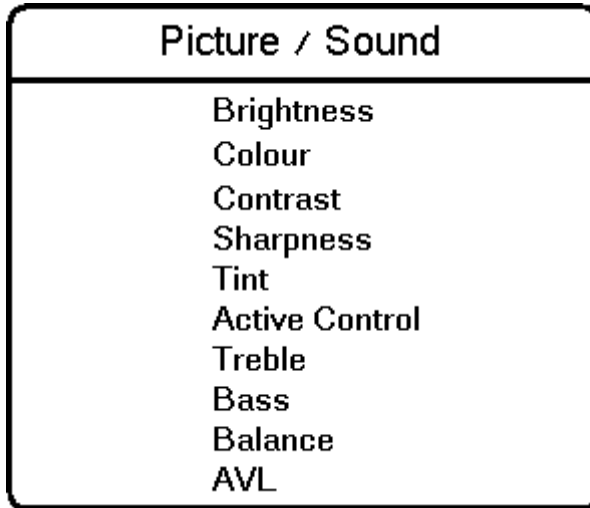 Picture / Sound
Brightness
Colour
Contrast
Sharpness
Tint
Active Control
Treble
Bass
Balance
AVL